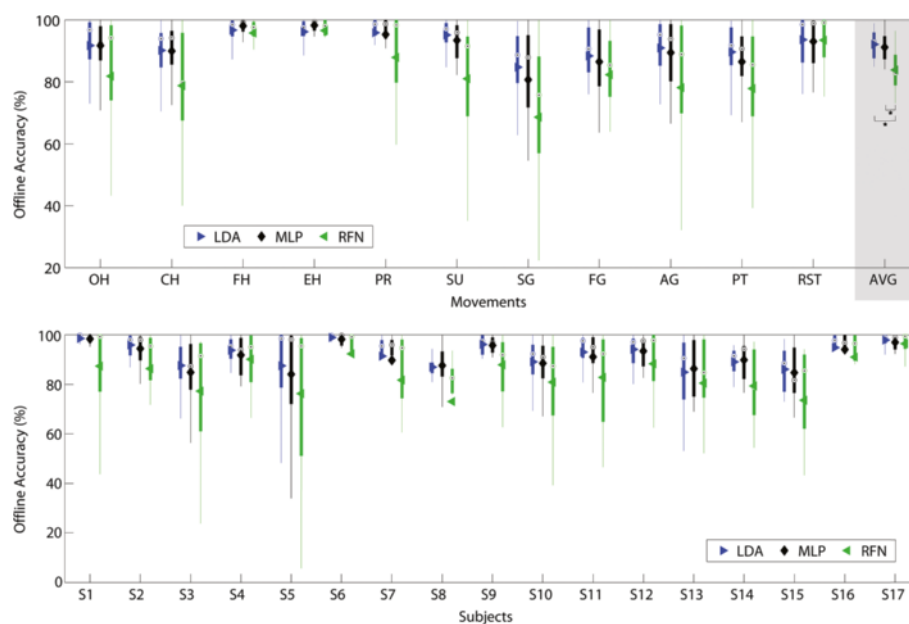 100
80
60
40
20
Offline Accuracy (%)
LDA MLP RFN
OH CH FH EH PR SU SG FG AG PT RST AVG
Movements
*
*
100
80
60
40
20
0
Offline Accuracy (%)
LDA MLP RFN
S1 S2 S3 S4 S5 S6 S7 S8 S9 S10 S11 S12 S13 S14 S15 S16 S17
Subjects